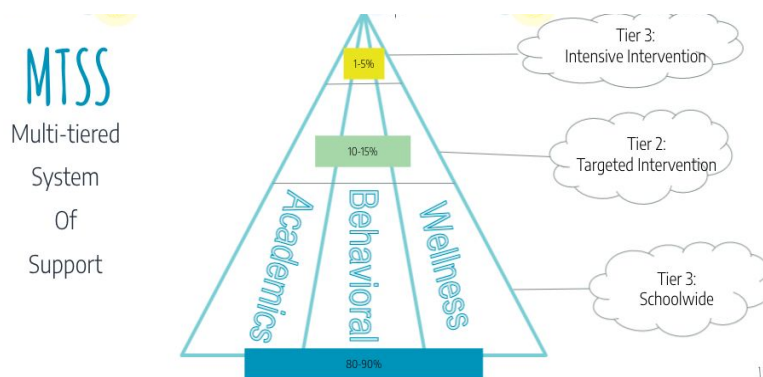 MTSS
Multi-tiered
System
Of
Support
1-5%
10-15%
80-90%
Academics
Behavioral
Wellness
Tier 3:
Intensive Intervention
Tier 2:
Targeted Intervention
Tier 3:
Schoolwide